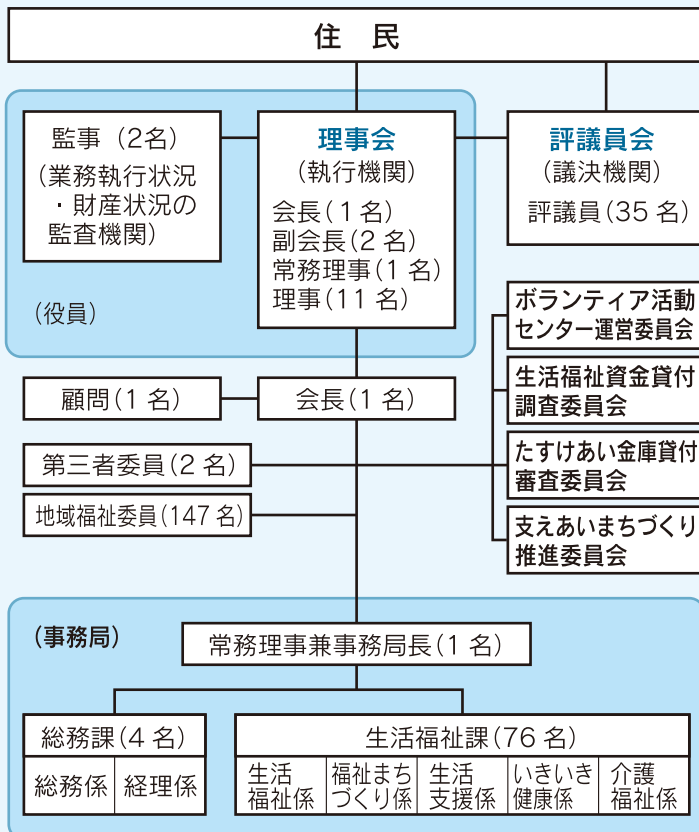 住　民
監事（2名）
（業務執行状況
・財産状況の
監査機関）
（役員）
理事会
（執行機関）
会長（1 名）
副会長（2 名）
常務理事（1 名）
理事（11 名）
評議員会
（議決機関）
評議員（35 名）
顧問（1 名）
会長（1 名）
第三者委員（2 名）
地域福祉委員（147 名）
ボランティア活動
センター運営委員会
生活福祉資金貸付
調査委員会
たすけあい金庫貸付
審査委員会
支えあいまちづくり
推進委員会
（事務局）
常務理事兼事務局長（1 名）
総務課（4 名）
総務係
経理係
生活福祉課（76 名）
生活
福祉係
福祉まち
づくり係
生活
支援係
いきいき
健康係
介護
福祉係